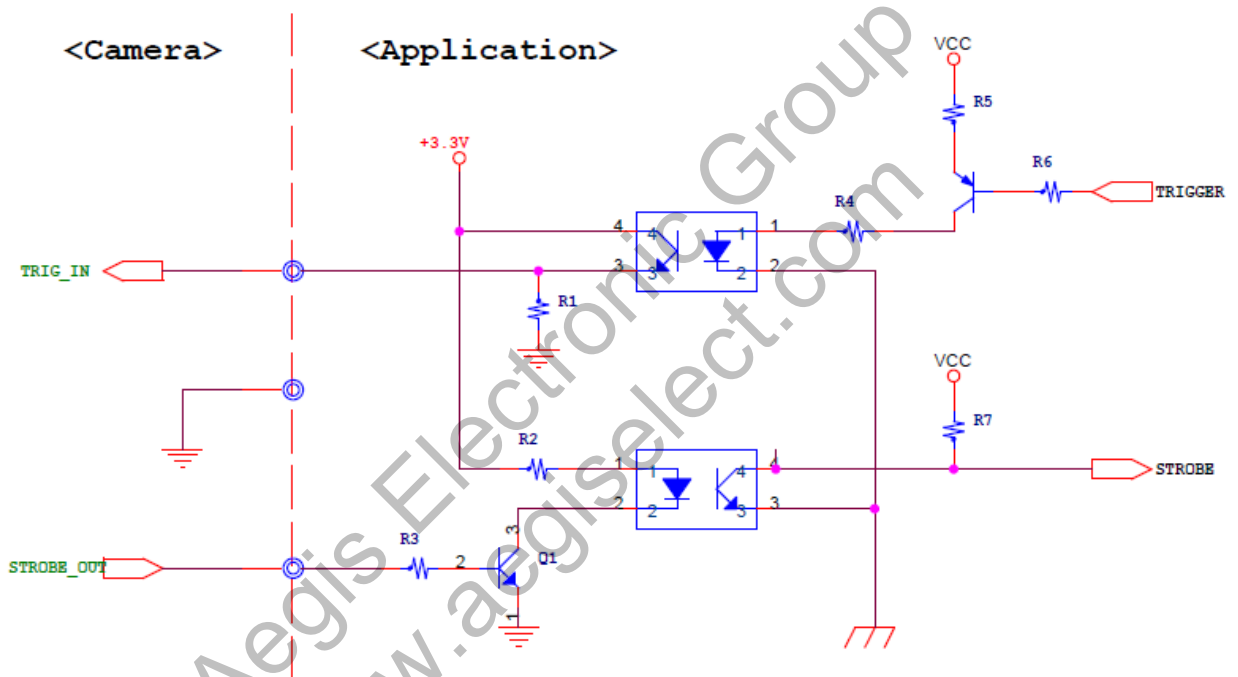 <Camera>
<Application>
VCC
R5
+3.3V
R6
TRIGGER
R4
4
4
1
1
TRIG_IN
3
3
2
2
R1
VCC
R7
R2
1
1
4
4
STROBE
2
2
3
3
3
R3
2
Q1
STROBE_OUT
1
Aegis Electronic Group
www.aegiselect.com